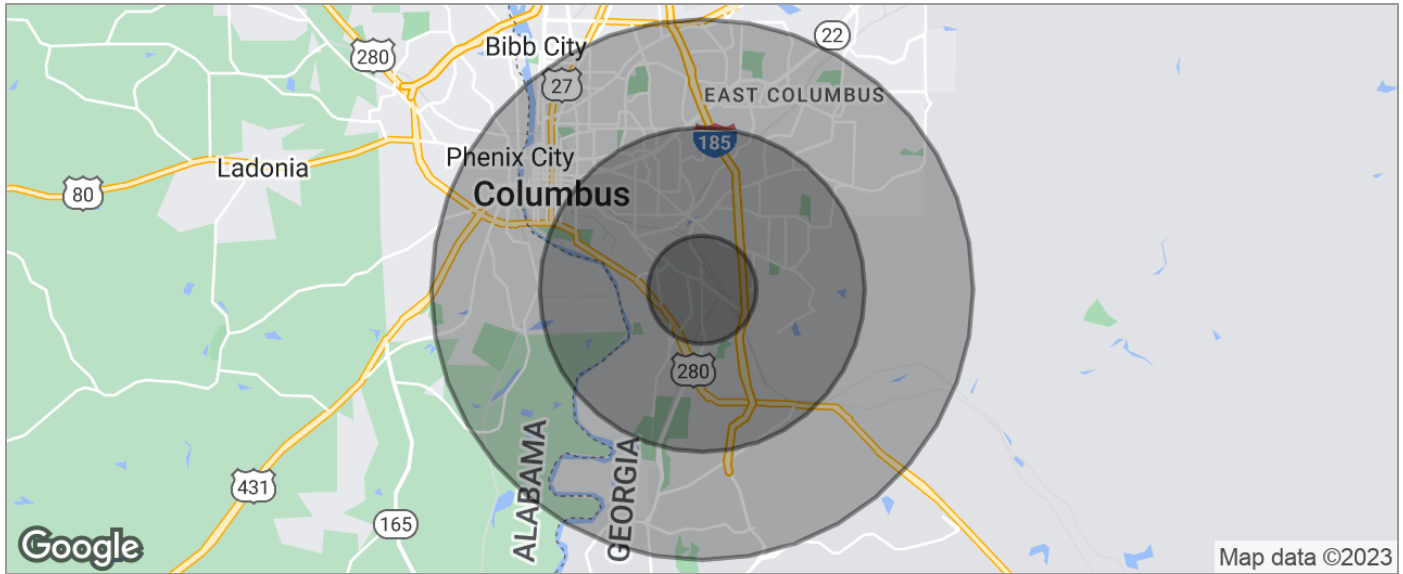 22
Bibb City
280
27
EAST COLUMBUS
185
Phenix City
Ladonia
80
Columbus
280
ALABAMA
GEORGIA
431
165
Google
Map data ©2023